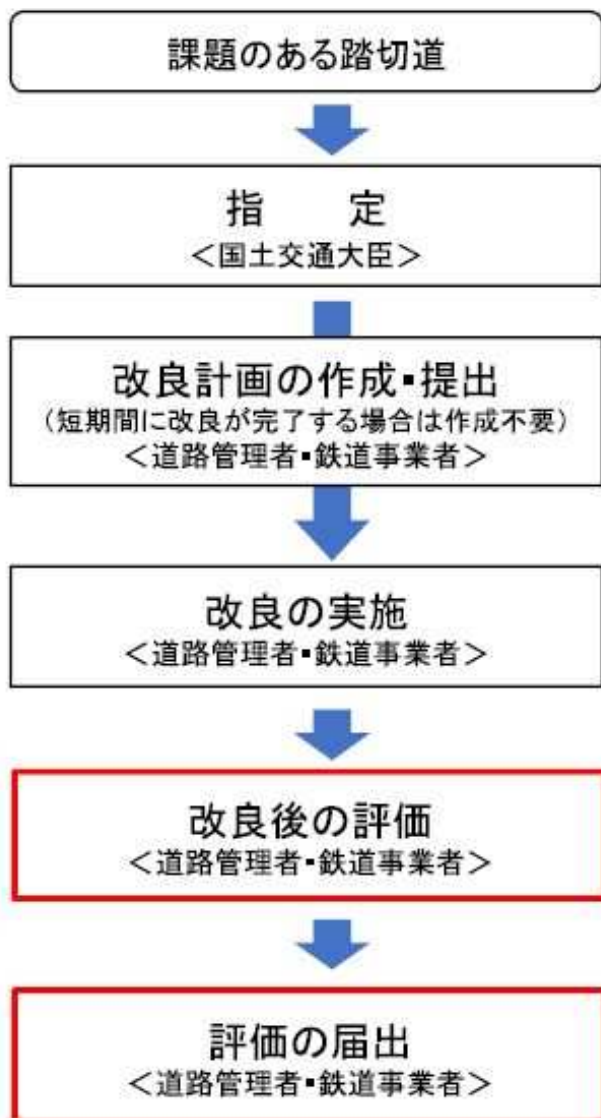 課題のある踏切道
指　　定
＜国土交通大臣＞
改良計画の作成・提出
（短期間に改良が完了する場合は作成不要）
＜道路管理者・鉄道事業者＞
改良の実施
＜道路管理者・鉄道事業者＞
改良後の評価
＜道路管理者・鉄道事業者＞
評価の届出
＜道路管理者・鉄道事業者＞